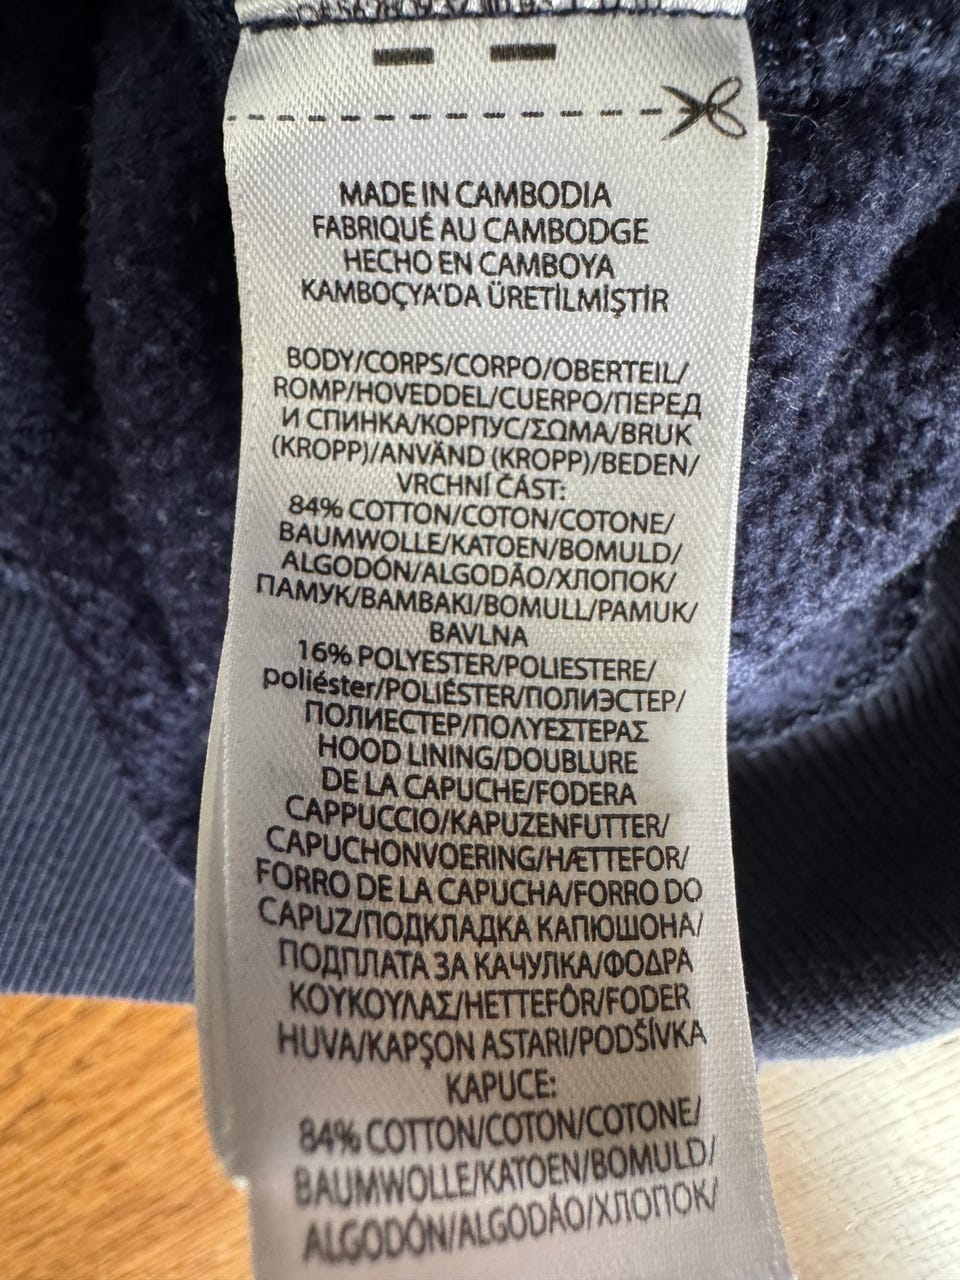 MADE IN CAMBODIA
FABRIQUÉ AU CAMBODGE
HECHO EN CAMBOYA
KAMBOÇYA'DA ÜRETİLMİŞTİR
BODY/CORPS/CORPO/OBERTEIL/
ROMP/HOVEDDEL/CUERPO/ПЕРЕД
И СПИНКА/КОРПУС/ΣΩΜΑ/BRUK
(KROPP)/ANVÄND (KROPP)/BEDEN/
VRCHNÍ ČÁST:
84% COTTON/COTON/COTONE/
BAUMWOLLE/KATOEN/BOMULD/
ALGODÓN/ALGODÃO/ХЛОПОК/
ПАМУК/ΒΑΜΒΑΚΙ/BOMULL/PAMUK/
BAVLNA
16% POLYESTER/POLIESTERE/
poliéster/POLIÉSTER/ПОЛИЭСТЕР/
ПОЛИЕСТЕР/ΠΟΛΥΕΣΤΕΡΑΣ
HOOD LINING/DOUBLURE
DE LA CAPUCHE/FODERA
CAPPUCCIO/KAPUZENFUTTER/
CAPUCHONVOERING/HÆTTEFOR/
FORRO DE LA CAPUCHA/FORRO DO
CAPUZ/ПОДКЛАДКА КАПЮШОНА/
ПОДПЛАТА ЗА КАЧУЛКА/ΦΟΔΡΑ
ΚΟΥΚΟΥΛΑΣ/HETTEFÔR/FODER
HUVA/KAPŞON ASTARI/PODŠÍVKA
KAPUCE:
84% COTTON/COTON/COTONE/
BAUMWOLLE/KATOEN/BOMULD/
ALGODÓN/ALGODÃO/ХЛОПОК/